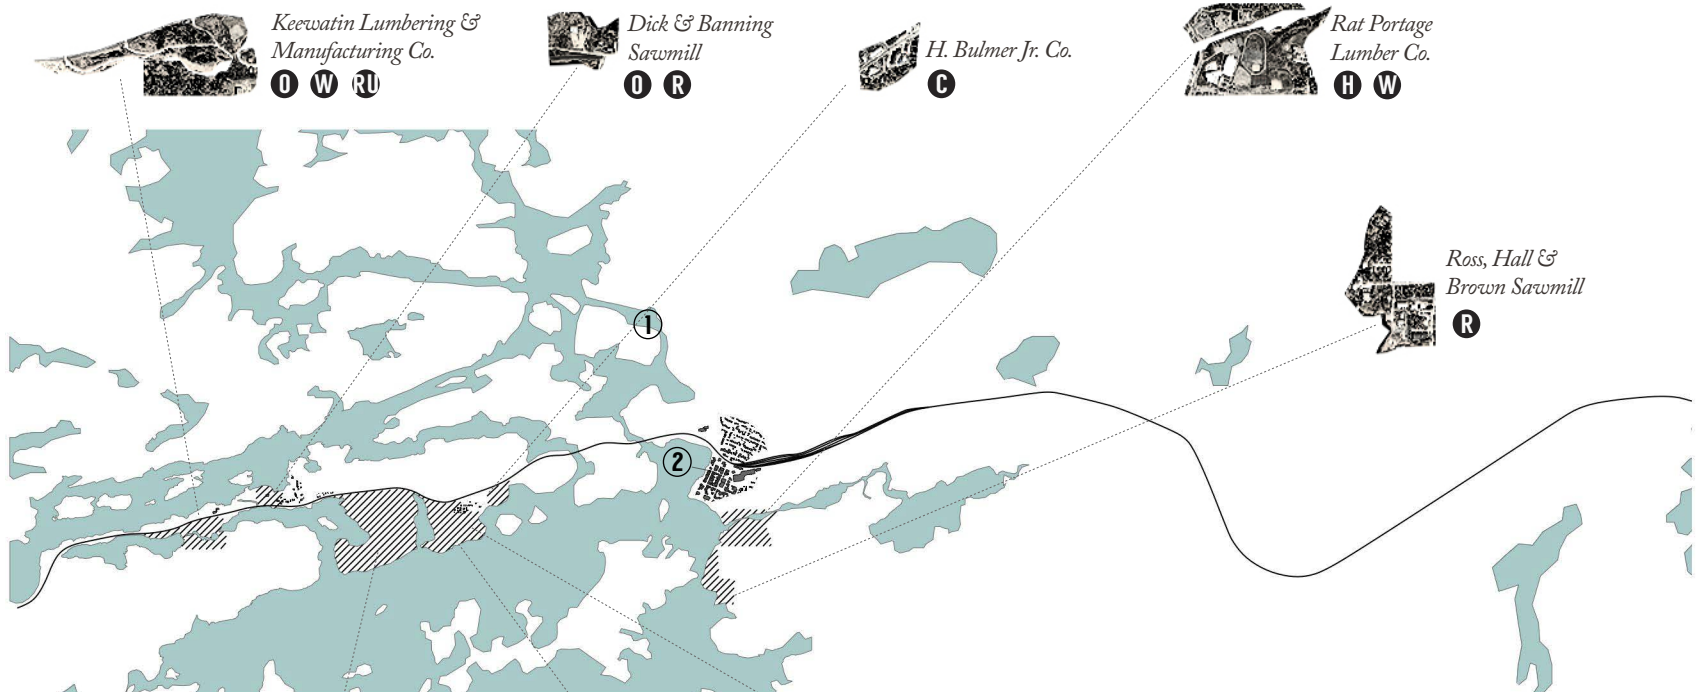 Keewatin Lumbering &
Manufacturing Co.
O W RU
Dick & Banning
Sawmill
O R
H. Bulmer Jr. Co.
C
Rat Portage
Lumber Co.
H W
Ross, Hall &
Brown Sawmill
R
1
2